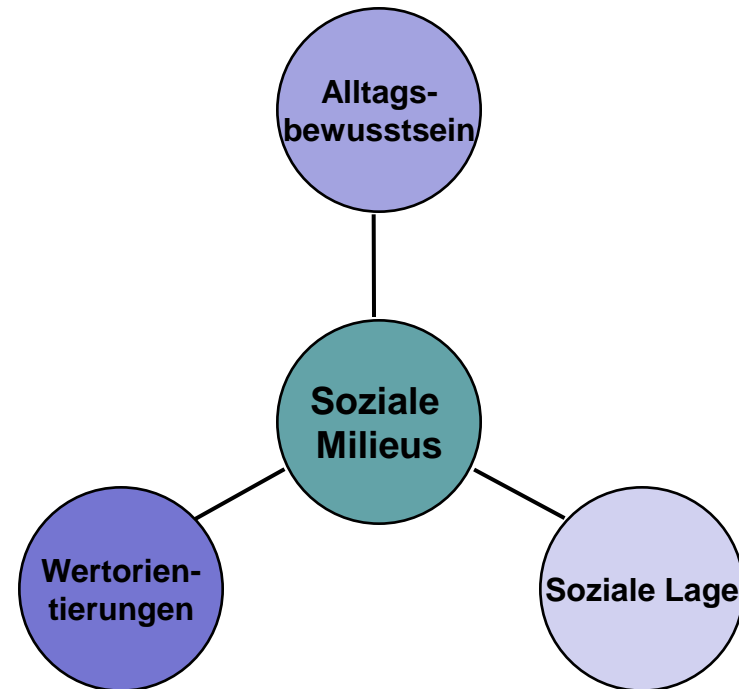 Alltags-
bewusstsein
Soziale
Milieus
Wertorien-
tierungen
Soziale Lage